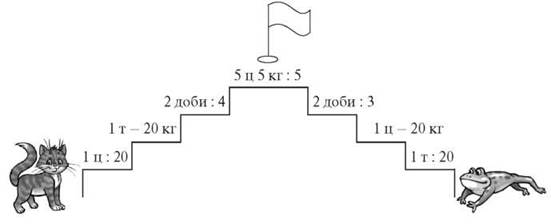 5 ц 5 кг : 5
2 доби : 4
2 доби : 3
1 т – 20 кг
1 ц – 20 кг
1 ц : 20
1 т : 20